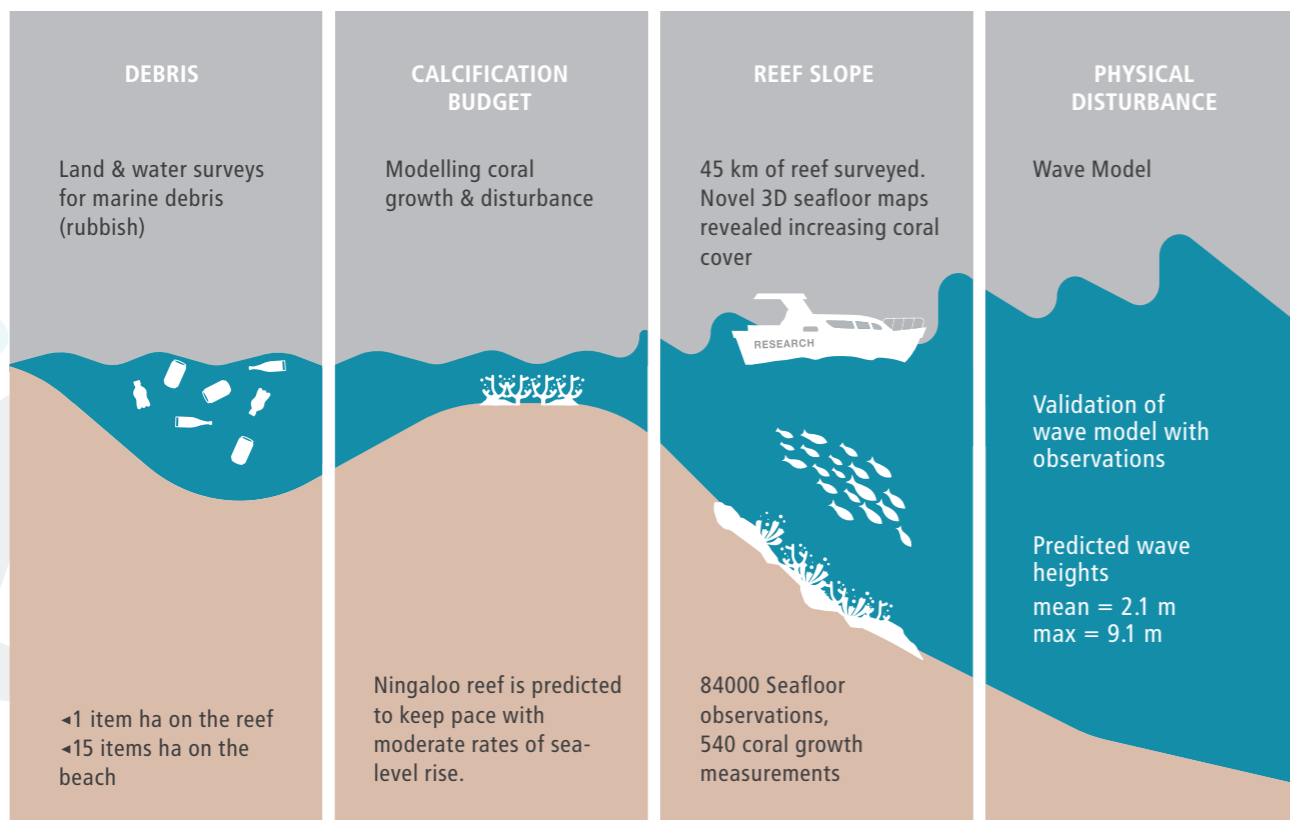 DEBRIS
Land & water surveys
for marine debris
(rubbish)
◂1 item ha on the reef
◂15 items ha on the
beach
CALCIFICATION
BUDGET
Modelling coral
growth & disturbance
Ningaloo reef is predicted
to keep pace with
moderate rates of sea-
level rise.
REEF SLOPE
45 km of reef surveyed.
Novel 3D seafloor maps
revealed increasing coral
cover
RESEARCH
84000 Seafloor
observations,
540 coral growth
measurements
PHYSICAL
DISTURBANCE
Wave Model
Validation of
wave model with
observations
Predicted wave
heights
mean = 2.1 m
max = 9.1 m